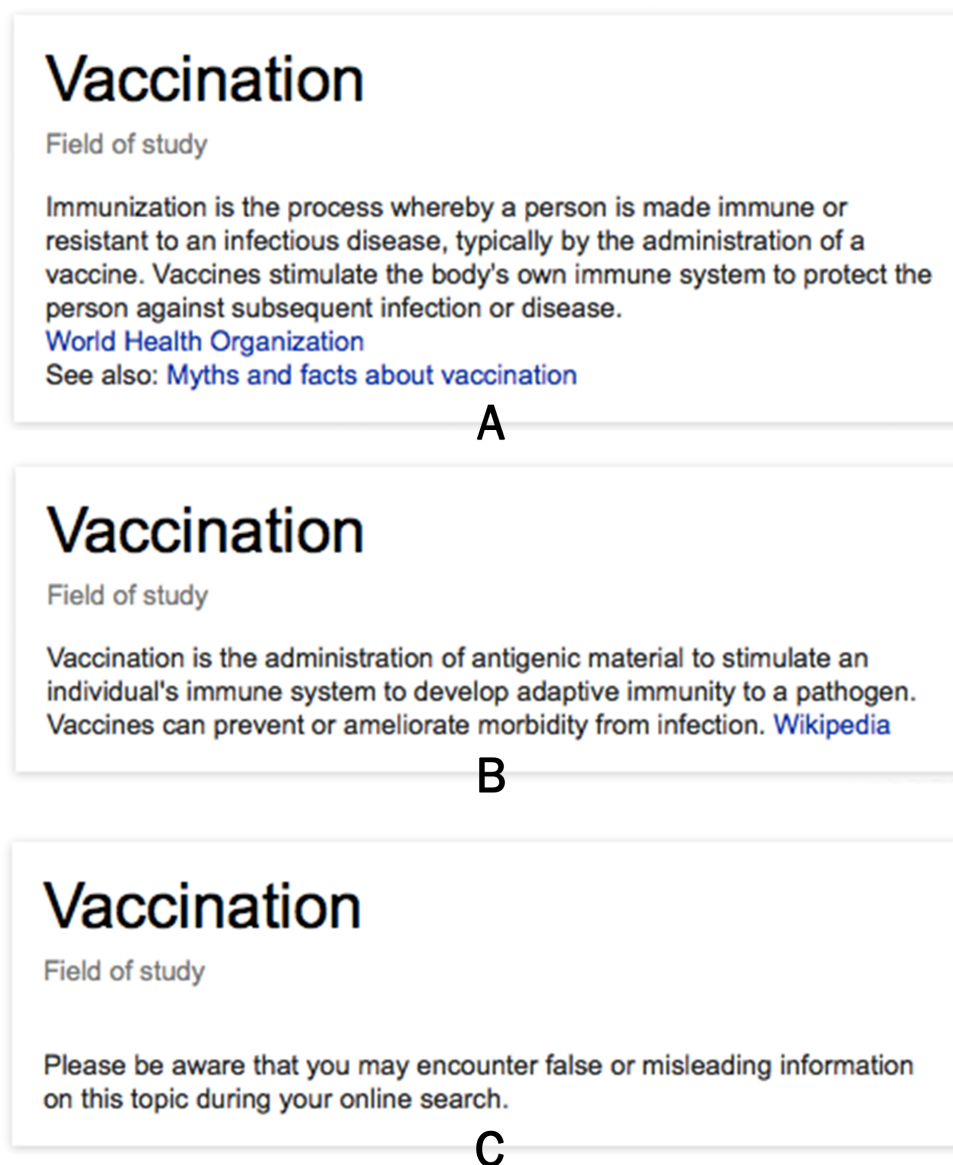 Vaccination
Field of study
Immunization is the process whereby a person is made immune or
resistant to an infectious disease, typically by the administration of a
vaccine. Vaccines stimulate the body's own immune system to protect the
person against subsequent infection or disease.
World Health Organization
See also: Myths and facts about vaccination
A
Vaccination
Field of study
Vaccination is the administration of antigenic material to stimulate an
individual's immune system to develop adaptive immunity to a pathogen.
Vaccines can prevent or ameliorate morbidity from infection. Wikipedia
B
Vaccination
Field of study
Please be aware that you may encounter false or misleading information
on this topic during your online search.
C